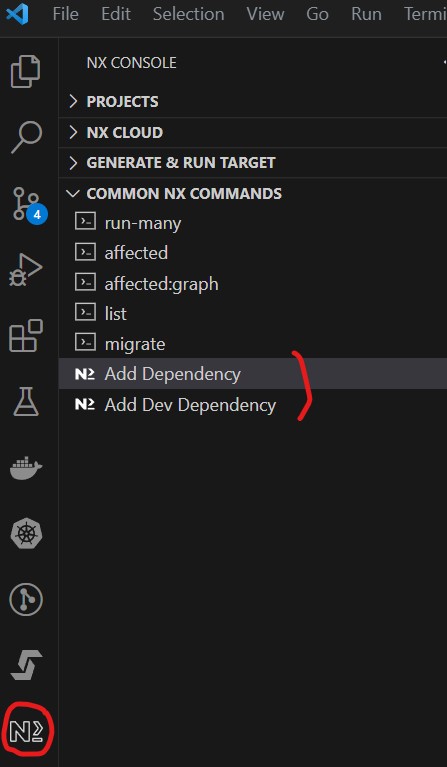 File Edit Selection View Go Run Termi
NX CONSOLE
PROJECTS
NX CLOUD
GENERATE & RUN TARGET
COMMON NX COMMANDS
run-many
affected
4
affected:graph
list
migrate
Add Dependency
Add Dev Dependency